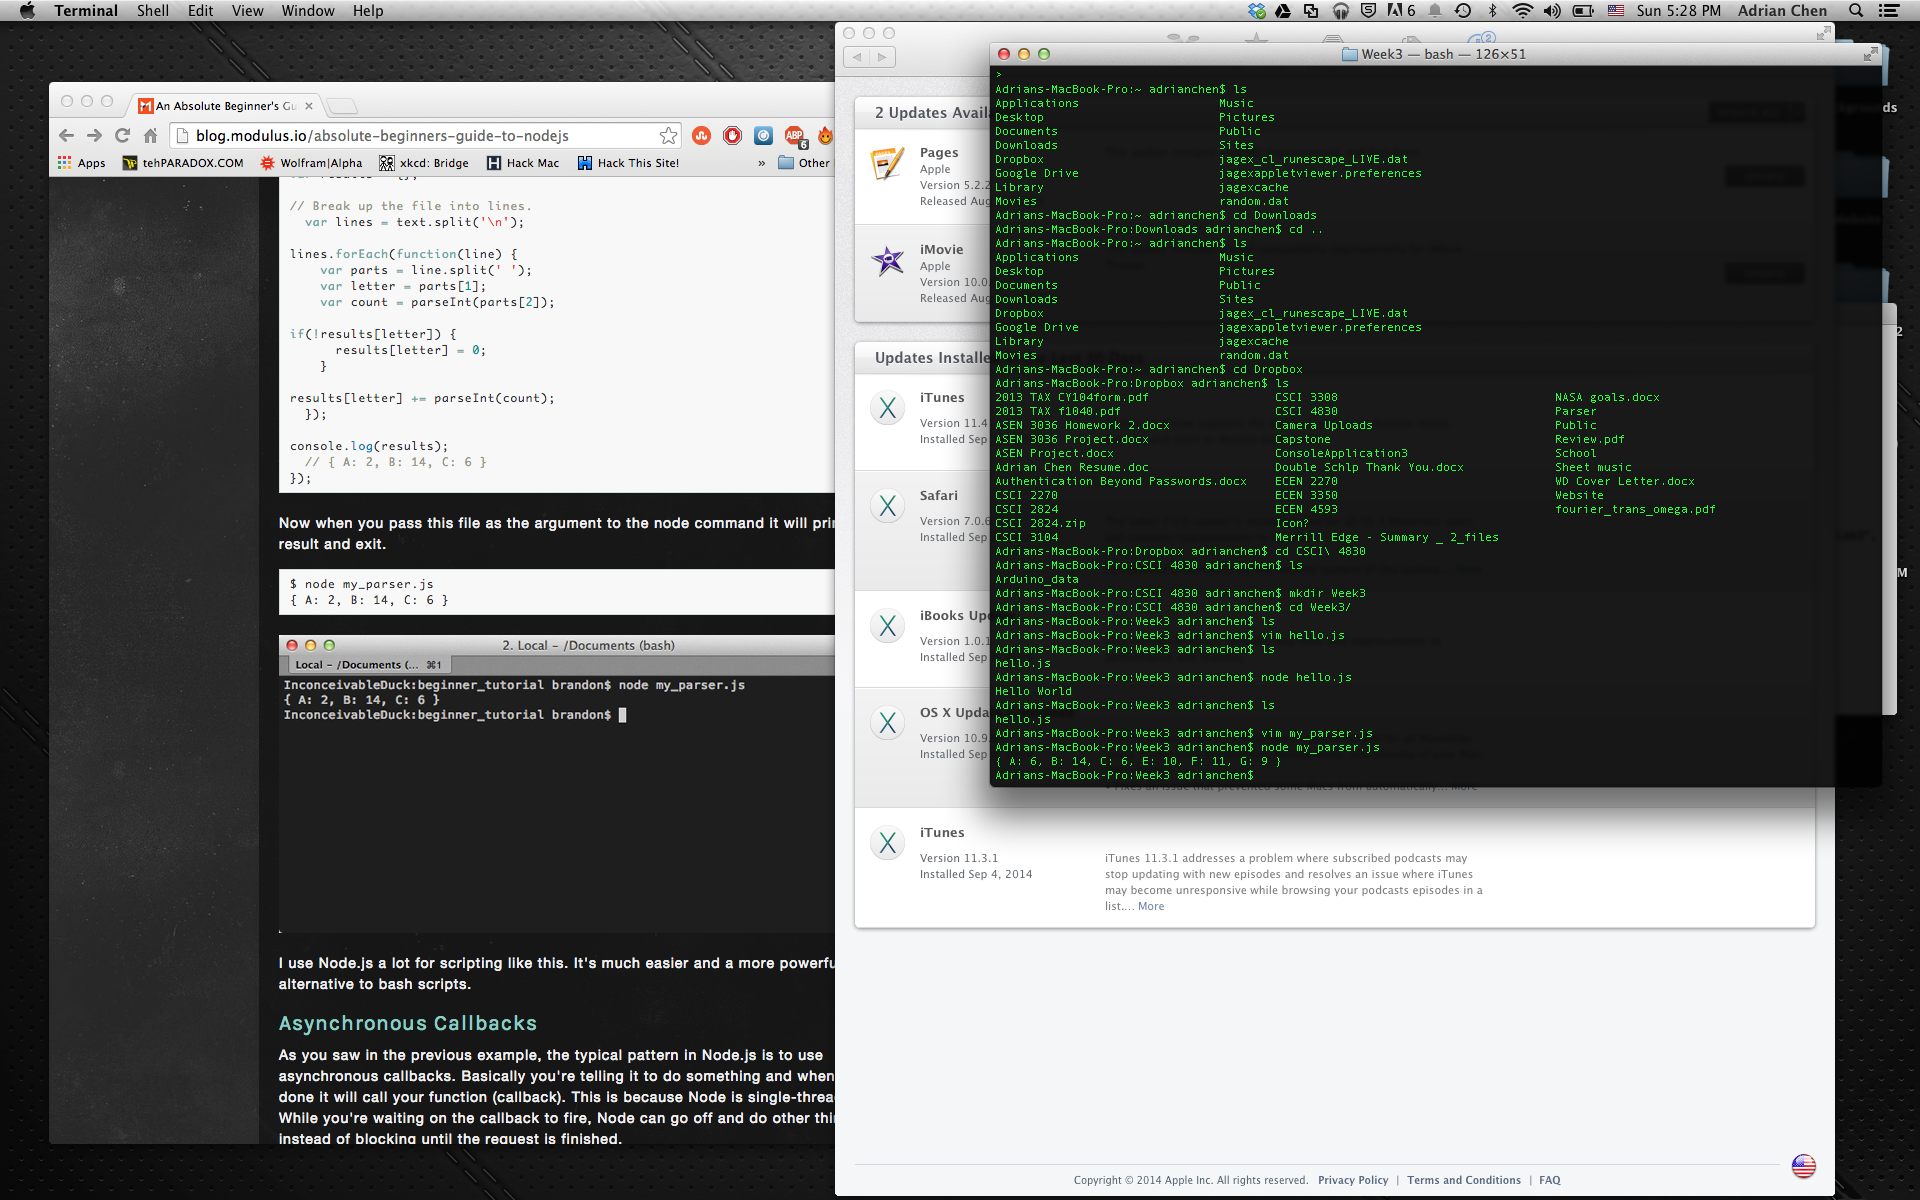 Terminal Shell Edit View Window Help
6 Sun 5:28 PM Adrian Chen
An Absolute Beginner's Gu
blog.modulus.io/absolute-beginners-guide-to-nodejs
Apps tehPARADOX.COM Wolfram|Alpha xkcd: Bridge Hack Mac Hack This Site! » Other
// Break up the file into lines.
var lines = text.split('\n');
lines.forEach(function(line) {
var parts = line.split(' ');
var letter = parts[1];
var count = parseInt(parts[2]);
if(!results[letter]) {
results[letter] = 0;
}
results[letter] += parseInt(count);
});
console.log(results);
// { A: 2, B: 14, C: 6 }
});
Now when you pass this file as the argument to the node command it will
result and exit.
$ node my_parser.js
{ A: 2, B: 14, C: 6 }
2. Local – /Documents (bash)
Local – /Documents (... ⌘1
InconceivableDuck:beginner_tutorial brandon$ node my_parser.js
{ A: 2, B: 14, C: 6 }
InconceivableDuck:beginner_tutorial brandon$
I use Node.js a lot for scripting like this. It's much easier and a more
alternative to bash scripts.
Asynchronous Callbacks
As you saw in the previous example, the typical pattern in Node.js is to use
asynchronous callbacks. Basically you're telling it to do something and when
done it will call your function (callback). This is because Node is
While you're waiting on the callback to fire, Node can go off and do other
instead of blocking until the request is finished.
2 Updates
Pages
Apple
Version 5.2.2
Released Aug
iMovie
Apple
Version 10.0.
Released Aug
Updates Installed
iTunes
Version 11.4
Installed Sep
Safari
Version 7.0.6
Installed Sep
iBooks
Version 1.0.1
Installed Sep
OS X
Version 10.9.
Installed Sep
iTunes
Version 11.3.1
Installed Sep 4, 2014
iTunes 11.3.1 addresses a problem where subscribed podcasts may
stop updating with new episodes and resolves an issue where iTunes
may become unresponsive while browsing your podcasts episodes in a
list.... More
Copyright © 2014 Apple Inc. All rights reserved. Privacy Policy | Terms and Conditions | FAQ
Week3 — bash — 126×51
>
Adrians-MacBook-Pro:~ adrianchen$ ls
Applications Music
Desktop Pictures
Documents Public
Downloads Sites
Dropbox jagex_cl_runescape_LIVE.dat
Google Drive jagexappletviewer.preferences
Library jagexcache
Movies random.dat
Adrians-MacBook-Pro:~ adrianchen$ cd Downloads
Adrians-MacBook-Pro:Downloads adrianchen$ cd ..
Adrians-MacBook-Pro:~ adrianchen$ ls
Applications Music
Desktop Pictures
Documents Public
Downloads Sites
Dropbox jagex_cl_runescape_LIVE.dat
Google Drive jagexappletviewer.preferences
Library jagexcache
Movies random.dat
Adrians-MacBook-Pro:~ adrianchen$ cd Dropbox
Adrians-MacBook-Pro:Dropbox adrianchen$ ls
2013 TAX CY104form.pdf CSCI 3308 NASA goals.docx
2013 TAX f1040.pdf CSCI 4830 Parser
ASEN 3036 Homework 2.docx Camera Uploads Public
ASEN 3036 Project.docx Capstone Review.pdf
ASEN Project.docx ConsoleApplication3 School
Adrian Chen Resume.doc Double Schlp Thank You.docx Sheet music
Authentication Beyond Passwords.docx ECEN 2270 WD Cover Letter.docx
CSCI 2270 ECEN 3350 Website
CSCI 2824 ECEN 4593 fourier_trans_omega.pdf
CSCI 2824.zip Icon?
CSCI 3104 Merrill Edge - Summary _ 2_files
Adrians-MacBook-Pro:Dropbox adrianchen$ cd CSCI\ 4830
Adrians-MacBook-Pro:CSCI 4830 adrianchen$ ls
Arduino_data
Adrians-MacBook-Pro:CSCI 4830 adrianchen$ mkdir Week3
Adrians-MacBook-Pro:CSCI 4830 adrianchen$ cd Week3/
Adrians-MacBook-Pro:Week3 adrianchen$ ls
Adrians-MacBook-Pro:Week3 adrianchen$ vim hello.js
Adrians-MacBook-Pro:Week3 adrianchen$ ls
hello.js
Adrians-MacBook-Pro:Week3 adrianchen$ node hello.js
Hello World
Adrians-MacBook-Pro:Week3 adrianchen$ ls
hello.js
Adrians-MacBook-Pro:Week3 adrianchen$ vim my_parser.js
Adrians-MacBook-Pro:Week3 adrianchen$ node my_parser.js
{ A: 6, B: 14, C: 6, E: 10, F: 11, G: 9 }
Adrians-MacBook-Pro:Week3 adrianchen$